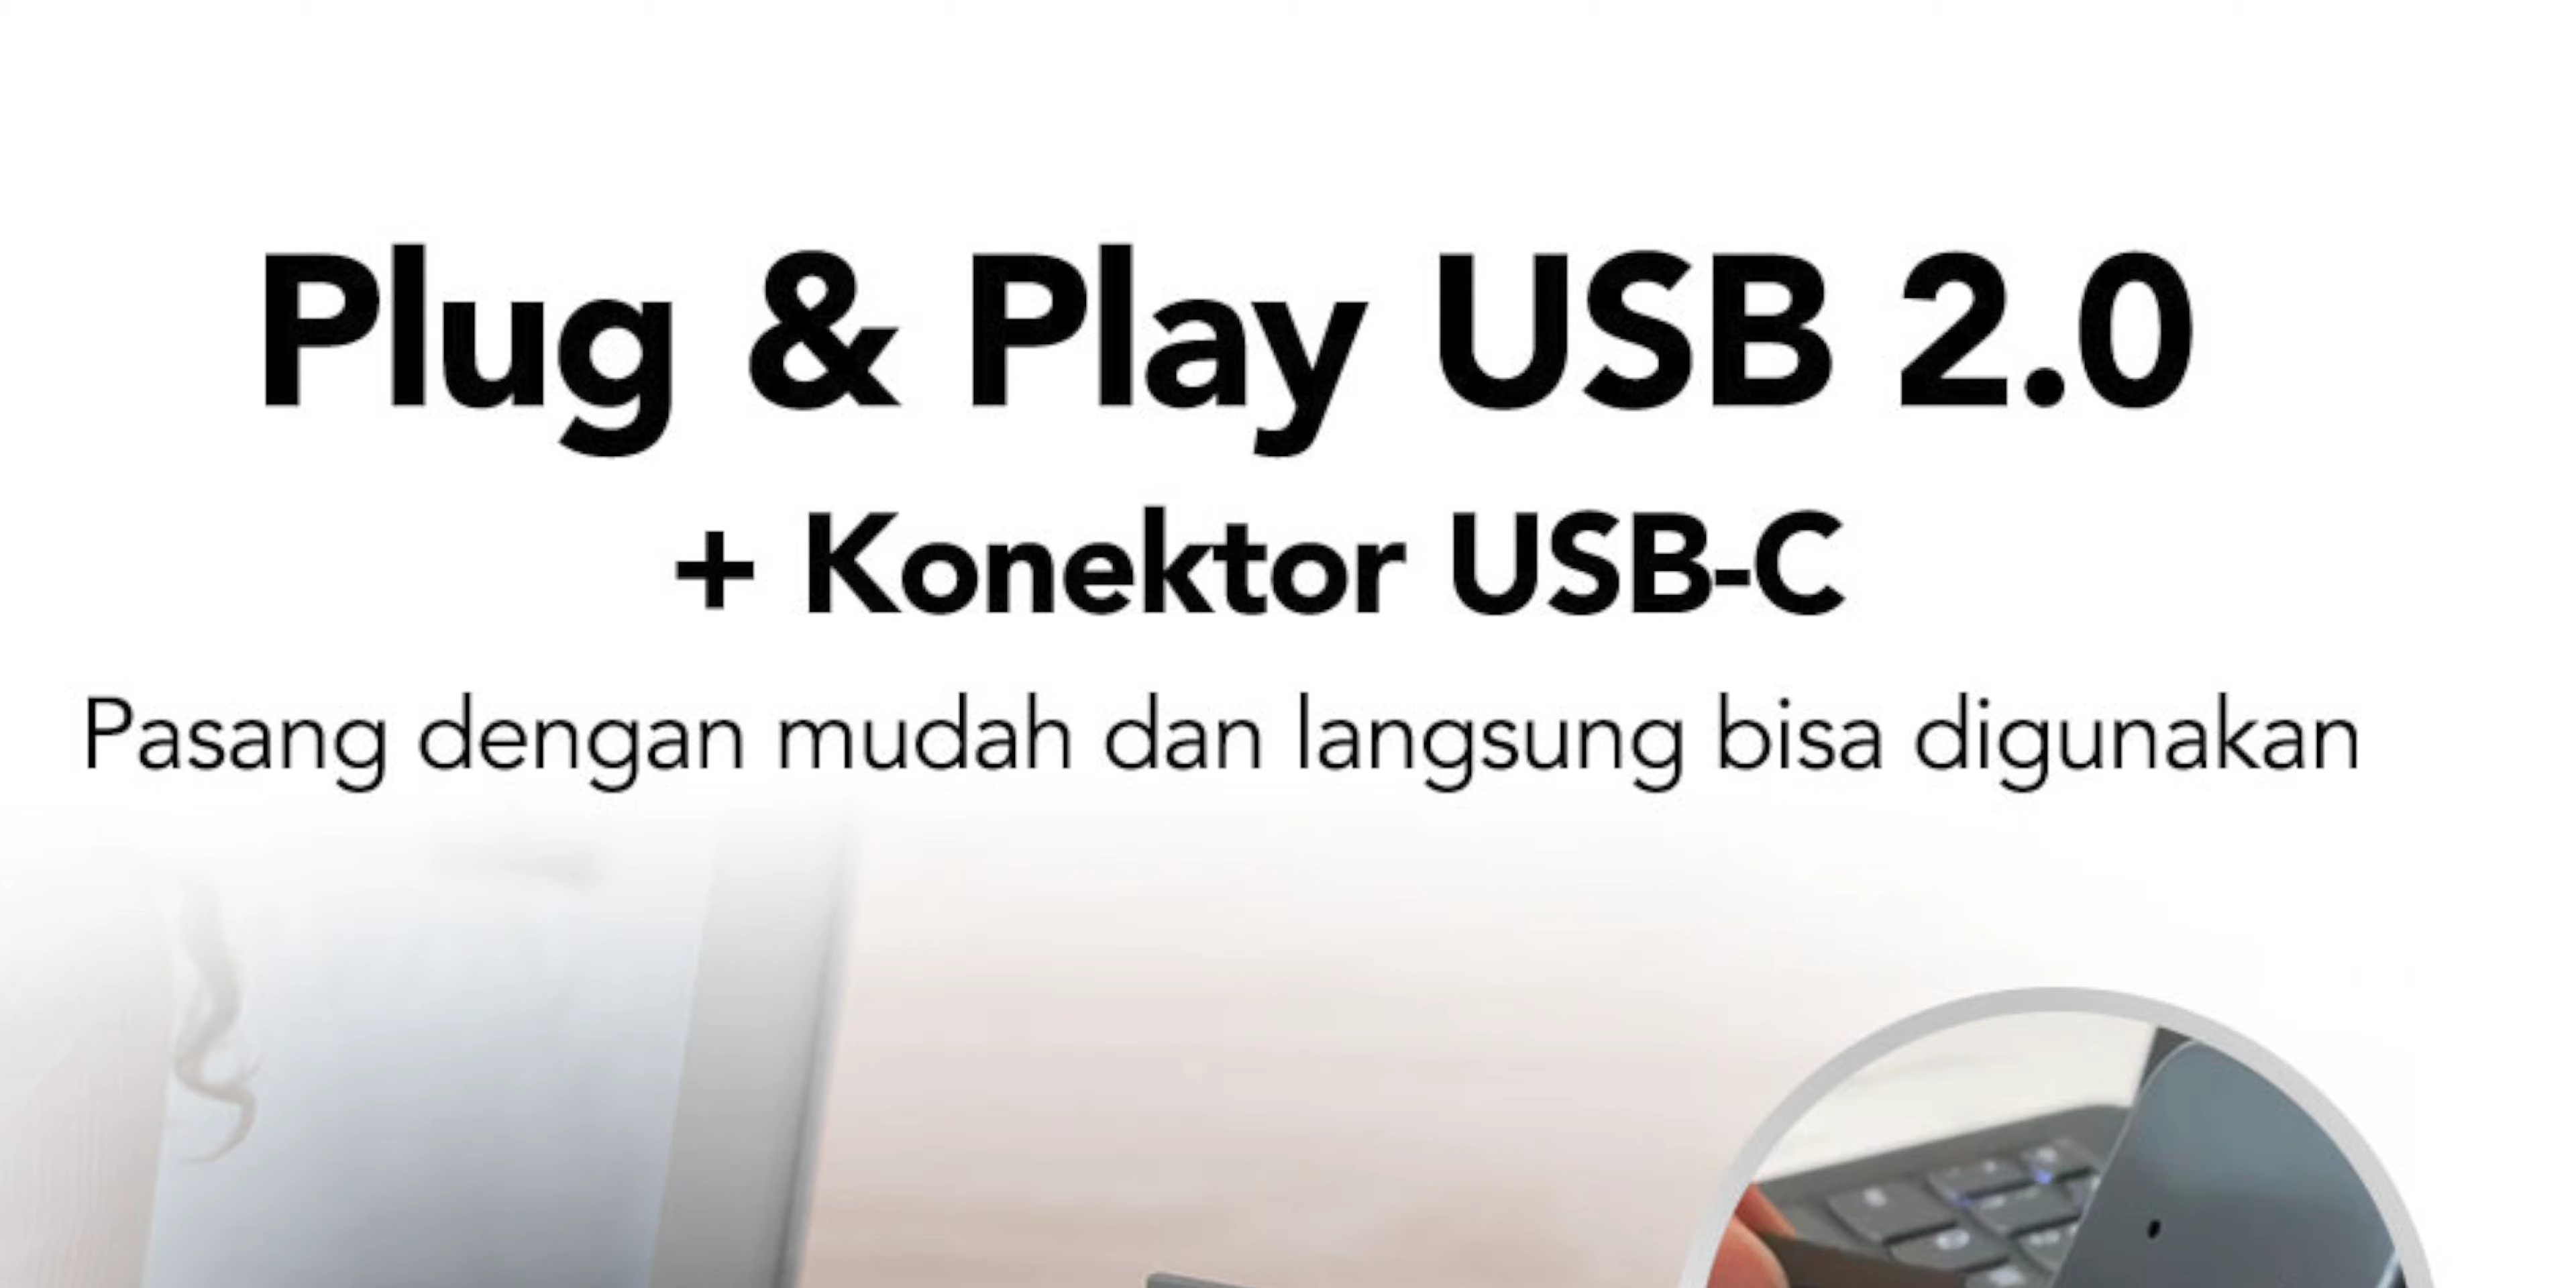 Plug & Play USB 2.0
+ Konektor USB-C
Pasang dengan mudah dan langsung bisa digunakan